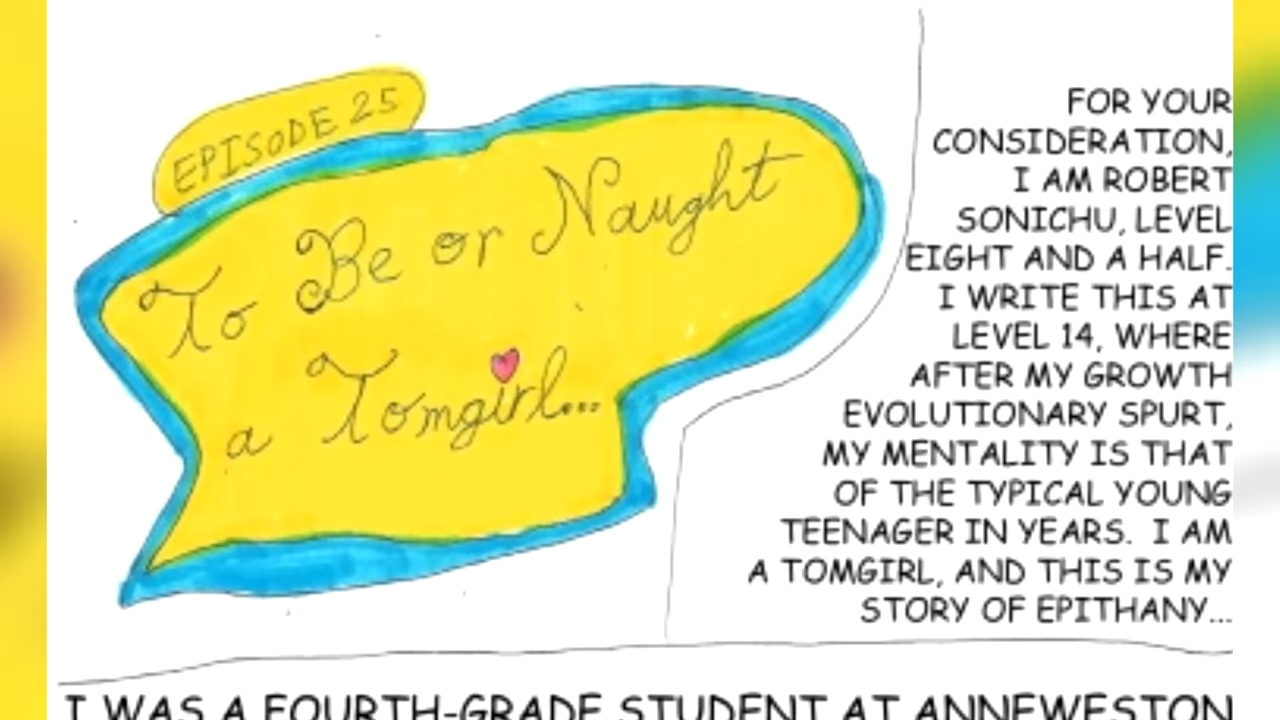 EPISODE 25
To Be or Naught
a Tomgirl...
FOR YOUR
CONSIDERATION,
I AM ROBERT
SONICHU, LEVEL
EIGHT AND A HALF.
I WRITE THIS AT
LEVEL 14, WHERE
AFTER MY GROWTH
EVOLUTIONARY SPURT,
MY MENTALITY IS THAT
OF THE TYPICAL YOUNG
TEENAGER IN YEARS. I AM
A TOMGIRL, AND THIS IS MY
STORY OF EPITHANY...
I WAS A FOURTH-GRADE STUDENT AT ANNEWESTON